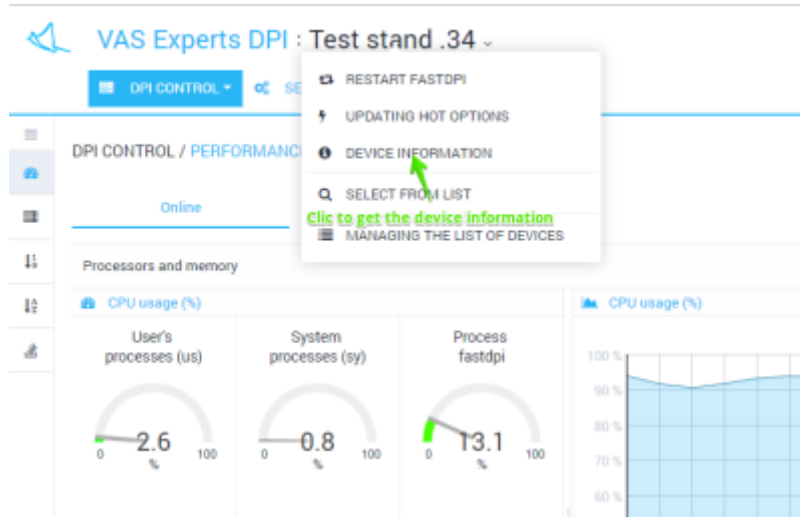 VAS Experts DPI : Test stand .34
DPI CONTROL
SE
RESTART FASTDPI
UPDATING HOT OPTIONS
DEVICE INFORMATION
SELECT FROM LIST
Clic to get the device information
MANAGING THE LIST OF DEVICES
DPI CONTROL / PERFORMANC
Online
Processors and memory
CPU usage (%)
CPU usage (%)
User's processes (us)
System processes (sy)
Process fastdpi
2.6
0
100
%
0.8
0
100
%
13.1
0
100
%
100 %
90 %
80 %
70 %
60 %